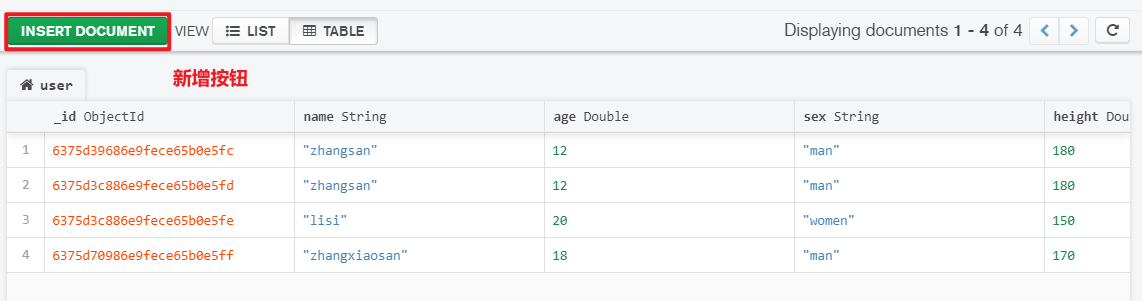 INSERT DOCUMENT VIEW LIST TABLE Displaying documents 1 - 4 of 4
user 新增按钮
_id ObjectId name String age Double sex String height Dou
1 6375d39686e9fece65b0e5fc "zhangsan" 12 "man" 180
2 6375d3c886e9fece65b0e5fd "zhangsan" 12 "man" 180
3 6375d3c886e9fece65b0e5fe "lisi" 20 "women" 150
4 6375d70986e9fece65b0e5ff "zhangxiaosan" 18 "man" 170